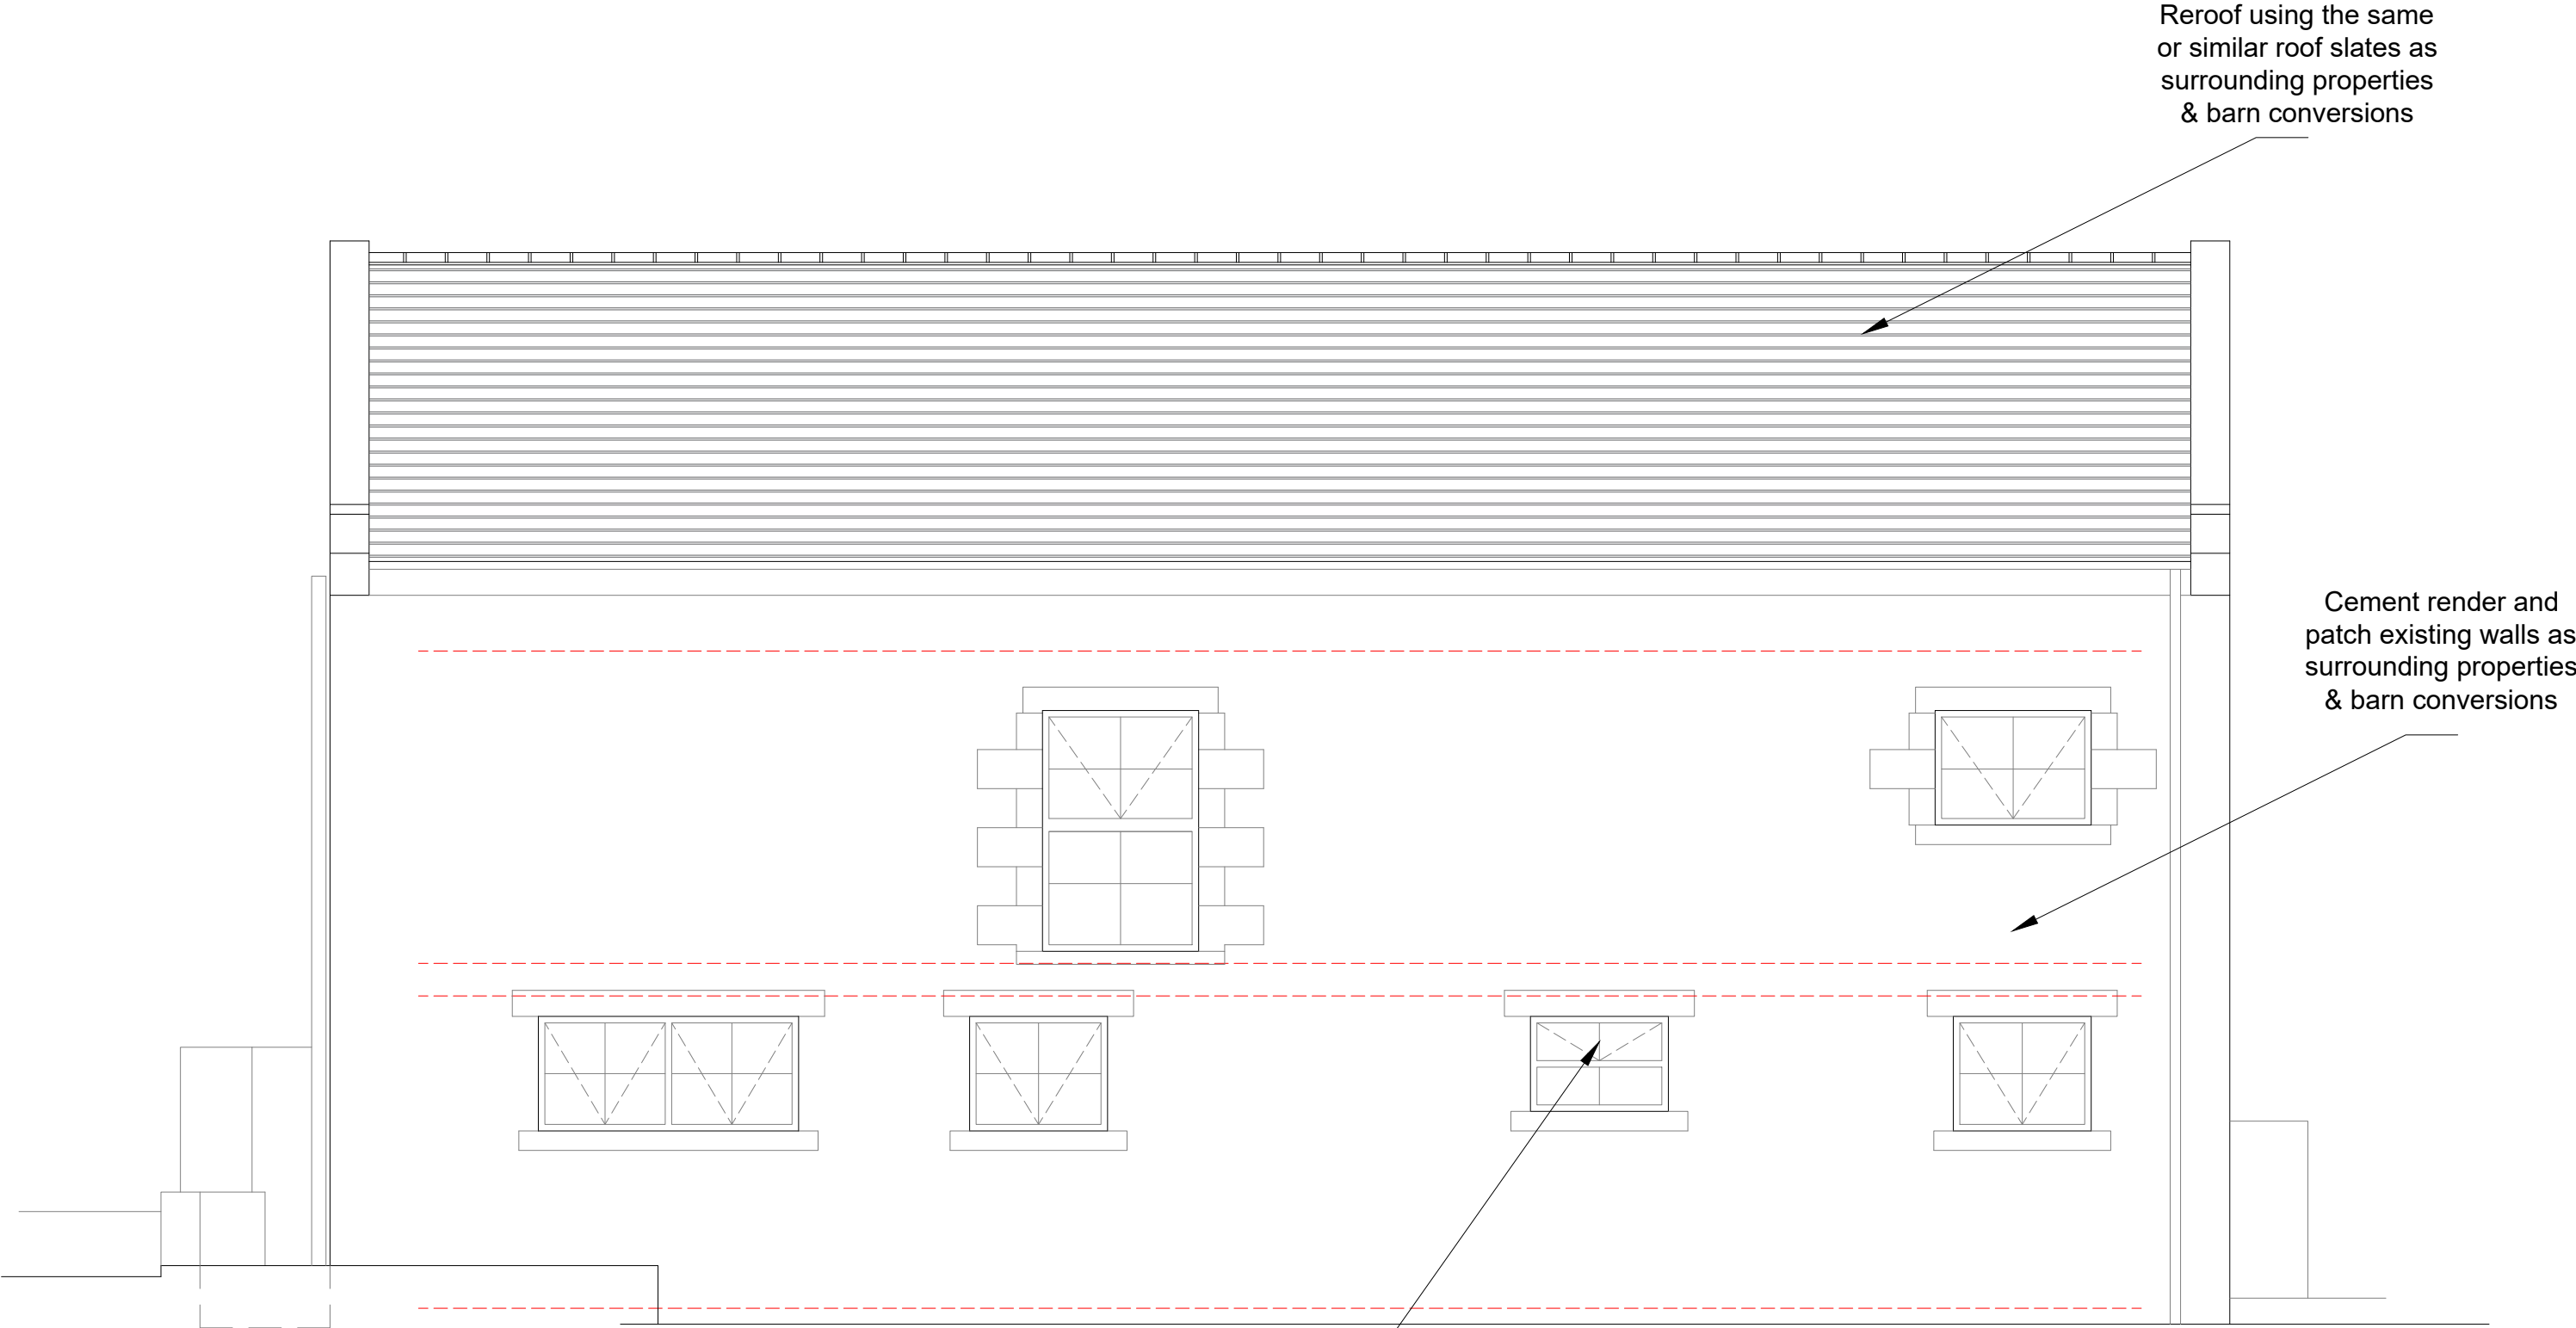 Reroof using the same
or similar roof slates as
surrounding properties
& barn conversions
Cement render and
patch existing walls as
surrounding properties
& barn conversions